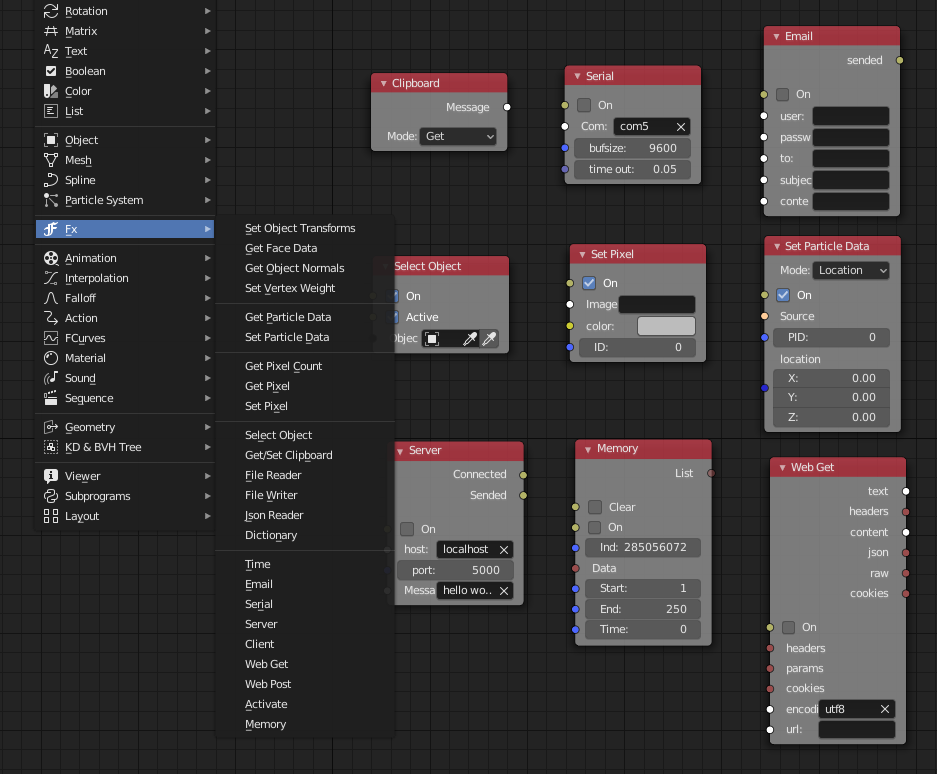 Rotation
Matrix
Text
Boolean
Color
List
Object
Mesh
Spline
Particle System
Fx
Animation
Interpolation
Falloff
Action
FCurves
Material
Sound
Sequence
Geometry
KD & BVH Tree
Viewer
Subprograms
Layout
Set Object Transforms
Get Face Data
Get Object Normals
Set Vertex Weight
Get Particle Data
Set Particle Data
Get Pixel Count
Get Pixel
Set Pixel
Select Object
Get/Set Clipboard
File Reader
File Writer
Json Reader
Dictionary
Time
Email
Serial
Server
Client
Web Get
Web Post
Activate
Memory
Clipboard
Message
Mode: Get
Select Object
On
Active
Objec
Server
Connected
Sended
On
host: localhost
port: 5000
Messa hello wo..
Serial
On
Com: com5
bufsize: 9600
time out: 0.05
Set Pixel
On
Image
color:
ID: 0
Memory
List
Clear
On
Ind: 285056072
Data
Start: 1
End: 250
Time: 0
Email
sended
On
user:
passw
to:
subjec
conte
Set Particle Data
Mode: Location
On
Source
PID: 0
location
X: 0.00
Y: 0.00
Z: 0.00
Web Get
text
headers
content
json
raw
cookies
On
headers
params
cookies
encodi utf8
url: